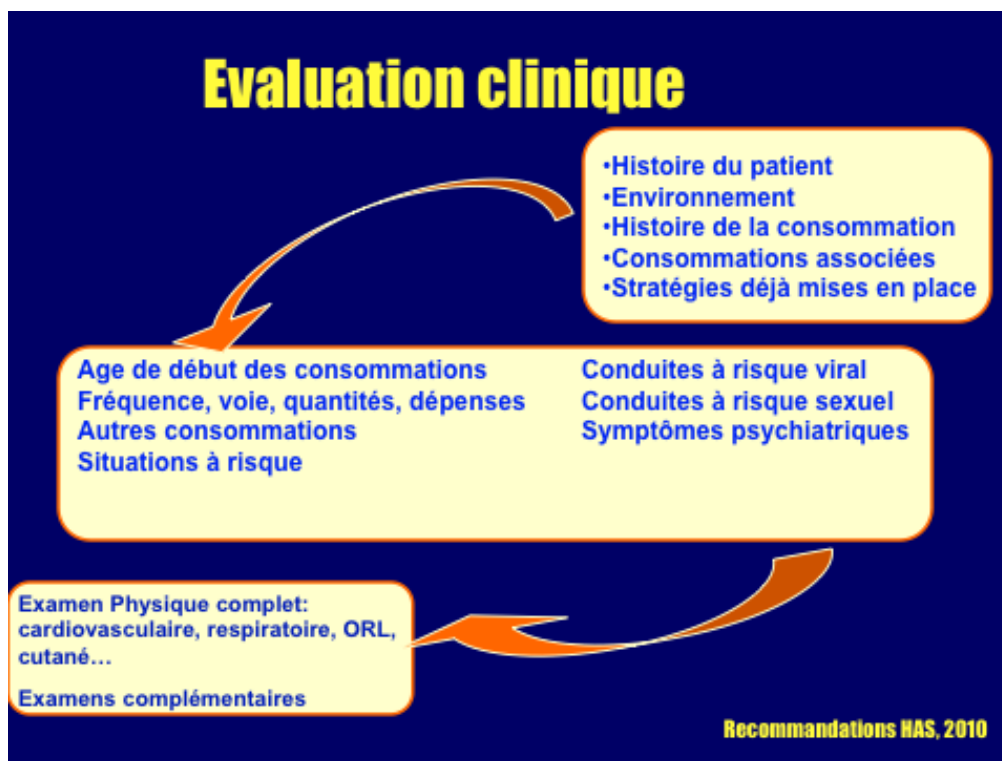 Evaluation clinique
•Histoire du patient
•Environnement
•Histoire de la consommation
•Consommations associées
•Stratégies déjà mises en place
Age de début des consommations
Fréquence, voie, quantités, dépenses
Autres consommations
Situations à risque
Conduites à risque viral
Conduites à risque sexuel
Symptômes psychiatriques
Examen Physique complet:
cardiovasculaire, respiratoire, ORL,
cutané…
Examens complémentaires
Recommandations HAS, 2010